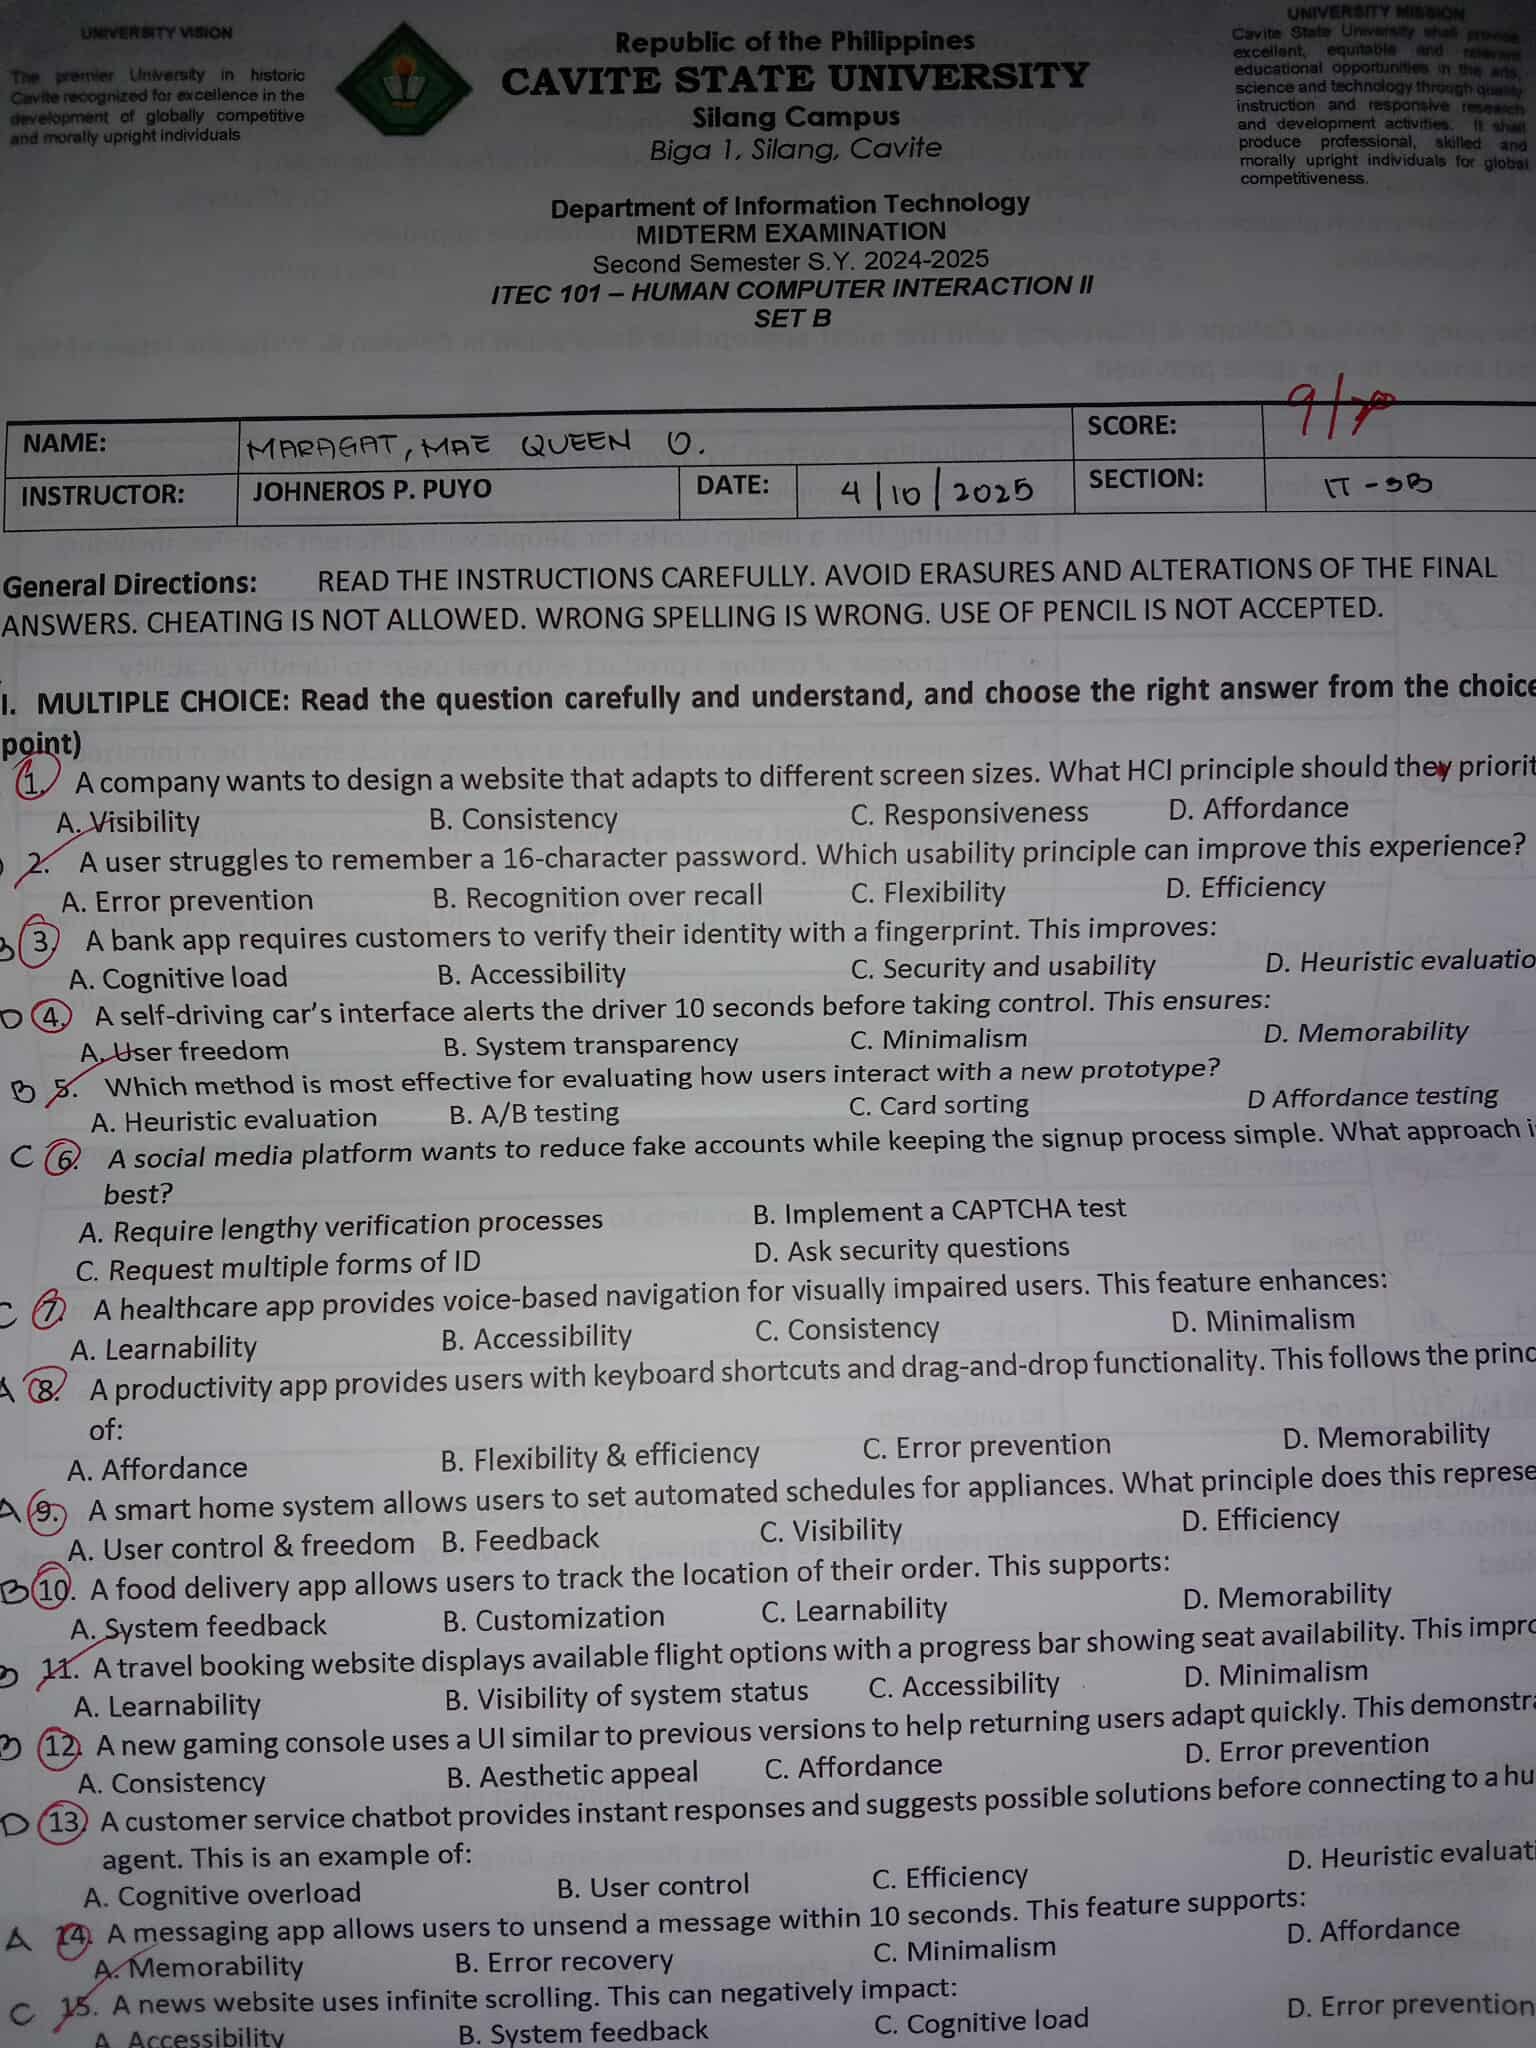 UNIVERSITY VISION
The premier University in historic
Cavite recognized for excellence in the
development of globally competitive
and morally upright individuals
Republic of the Philippines
CAVITE STATE UNIVERSITY
Silang Campus
Biga 1, Silang, Cavite
UNIVERSITY MISSION
Cavite State University shall provide
excellent, equitable and relevant
educational opportunities in the arts,
science and technology through quality
instruction and responsive research
and development activities. It shall
produce professional, skilled and
morally upright individuals for global
competitiveness.
Department of Information Technology
MIDTERM EXAMINATION
Second Semester S.Y. 2024-2025
ITEC 101 – HUMAN COMPUTER INTERACTION II
SET B
NAME: MARAGAT, MAE QUEEN O. SCORE: 9/70
INSTRUCTOR: JOHNEROS P. PUYO DATE: 4/10/2025 SECTION: IT-3B
General Directions: READ THE INSTRUCTIONS CAREFULLY. AVOID ERASURES AND ALTERATIONS OF THE FINAL
ANSWERS. CHEATING IS NOT ALLOWED. WRONG SPELLING IS WRONG. USE OF PENCIL IS NOT ACCEPTED.
I. MULTIPLE CHOICE: Read the question carefully and understand, and choose the right answer from the choice
point)
1. A company wants to design a website that adapts to different screen sizes. What HCI principle should they priorit
A. Visibility B. Consistency C. Responsiveness D. Affordance
2. A user struggles to remember a 16-character password. Which usability principle can improve this experience?
A. Error prevention B. Recognition over recall C. Flexibility D. Efficiency
B 3. A bank app requires customers to verify their identity with a fingerprint. This improves:
A. Cognitive load B. Accessibility C. Security and usability D. Heuristic evaluatio
D 4. A self-driving car's interface alerts the driver 10 seconds before taking control. This ensures:
A. User freedom B. System transparency C. Minimalism D. Memorability
B 5. Which method is most effective for evaluating how users interact with a new prototype?
A. Heuristic evaluation B. A/B testing C. Card sorting D Affordance testing
C 6. A social media platform wants to reduce fake accounts while keeping the signup process simple. What approach i
best?
A. Require lengthy verification processes B. Implement a CAPTCHA test
C. Request multiple forms of ID D. Ask security questions
C 7. A healthcare app provides voice-based navigation for visually impaired users. This feature enhances:
A. Learnability B. Accessibility C. Consistency D. Minimalism
A 8. A productivity app provides users with keyboard shortcuts and drag-and-drop functionality. This follows the princ
of:
A. Affordance B. Flexibility & efficiency C. Error prevention D. Memorability
A 9. A smart home system allows users to set automated schedules for appliances. What principle does this represe
A. User control & freedom B. Feedback C. Visibility D. Efficiency
B 10. A food delivery app allows users to track the location of their order. This supports:
A. System feedback B. Customization C. Learnability D. Memorability
B 11. A travel booking website displays available flight options with a progress bar showing seat availability. This impro
A. Learnability B. Visibility of system status C. Accessibility D. Minimalism
B 12. A new gaming console uses a UI similar to previous versions to help returning users adapt quickly. This demonstra
A. Consistency B. Aesthetic appeal C. Affordance D. Error prevention
D 13. A customer service chatbot provides instant responses and suggests possible solutions before connecting to a hu
agent. This is an example of:
A. Cognitive overload B. User control C. Efficiency D. Heuristic evaluati
A 14. A messaging app allows users to unsend a message within 10 seconds. This feature supports:
A. Memorability B. Error recovery C. Minimalism D. Affordance
C 15. A news website uses infinite scrolling. This can negatively impact:
A. Accessibility B. System feedback C. Cognitive load D. Error prevention